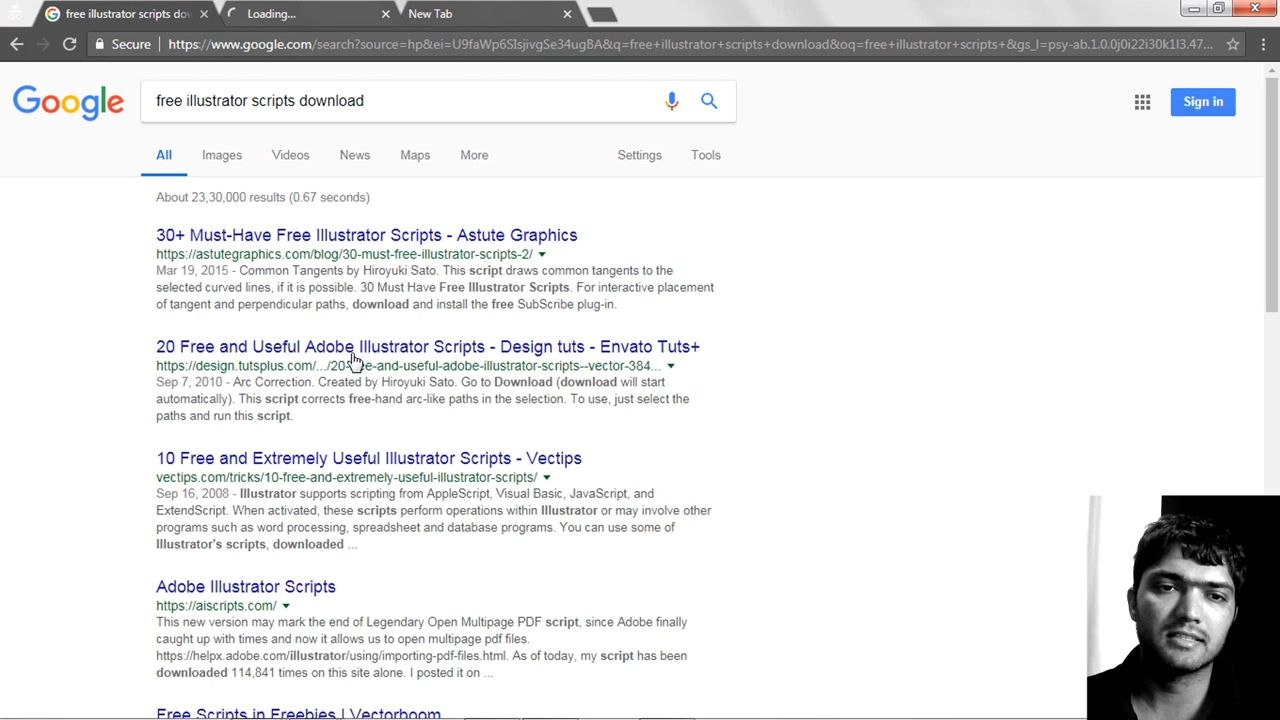 free illustrator scripts dow
Loading...
New Tab
Secure https://www.google.com/search?source=hp&ei=U9faWp6SIsjivgSe34ugBA&q=free+illustrator+scripts+download&oq=free+illustrator+scripts+&gs_l=psy-ab.1.0.0j0i22i30k1l3.47...
Google
free illustrator scripts download
Sign in
All Images Videos News Maps More Settings Tools
About 23,30,000 results (0.67 seconds)
30+ Must-Have Free Illustrator Scripts - Astute Graphics
https://astutegraphics.com/blog/30-must-free-illustrator-scripts-2/
Mar 19, 2015 - Common Tangents by Hiroyuki Sato. This script draws common tangents to the
selected curved lines, if it is possible. 30 Must Have Free Illustrator Scripts. For interactive placement
of tangent and perpendicular paths, download and install the free SubScribe plug-in.
20 Free and Useful Adobe Illustrator Scripts - Design tuts - Envato Tuts+
https://design.tutsplus.com/.../20-free-and-useful-adobe-illustrator-scripts--vector-384...
Sep 7, 2010 - Arc Correction. Created by Hiroyuki Sato. Go to Download (download will start
automatically). This script corrects free-hand arc-like paths in the selection. To use, just select the
paths and run this script.
10 Free and Extremely Useful Illustrator Scripts - Vectips
vectips.com/tricks/10-free-and-extremely-useful-illustrator-scripts/
Sep 16, 2008 - Illustrator supports scripting from AppleScript, Visual Basic, JavaScript, and
ExtendScript. When activated, these scripts perform operations within Illustrator or may involve other
programs such as word processing, spreadsheet and database programs. You can use some of
Illustrator's scripts, downloaded ...
Adobe Illustrator Scripts
https://aiscripts.com/
This new version may mark the end of Legendary Open Multipage PDF script, since Adobe finally
caught up with times and now it allows us to open multipage pdf files.
https://helpx.adobe.com/illustrator/using/importing-pdf-files.html. As of today, my script has been
downloaded 114,841 times on this site alone. I posted it on ...
Free Scripts in Freebies | Vectorboom